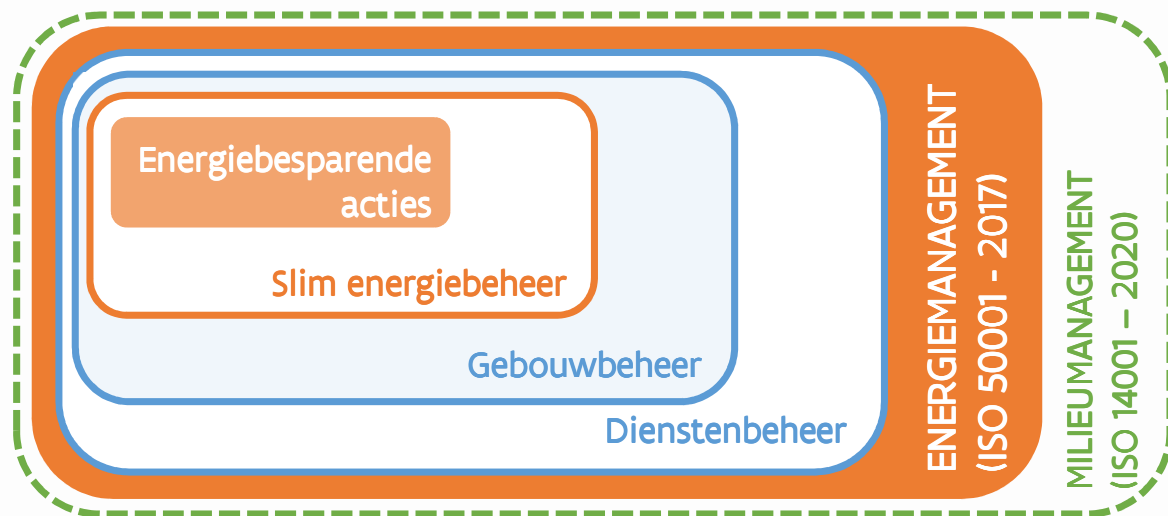 Energiebesparende
acties
Slim energiebeheer
Gebouwbeheer
Dienstenbeheer
ENERGIEMANAGEMENT
(ISO 50001 - 2017)
MILIEUMANAGEMENT
(ISO 14001 – 2020)